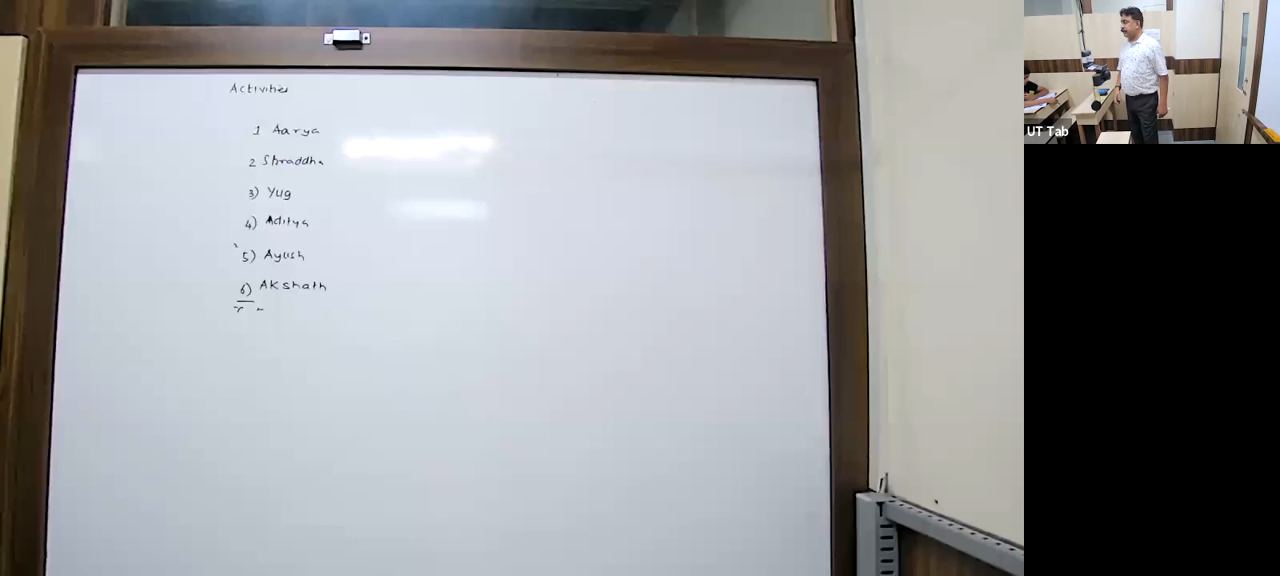 Activities
1 Aarya
2 Shraddha
3) Yug
4) Aditya
5) Ayush
6) Akshath
UT Tab